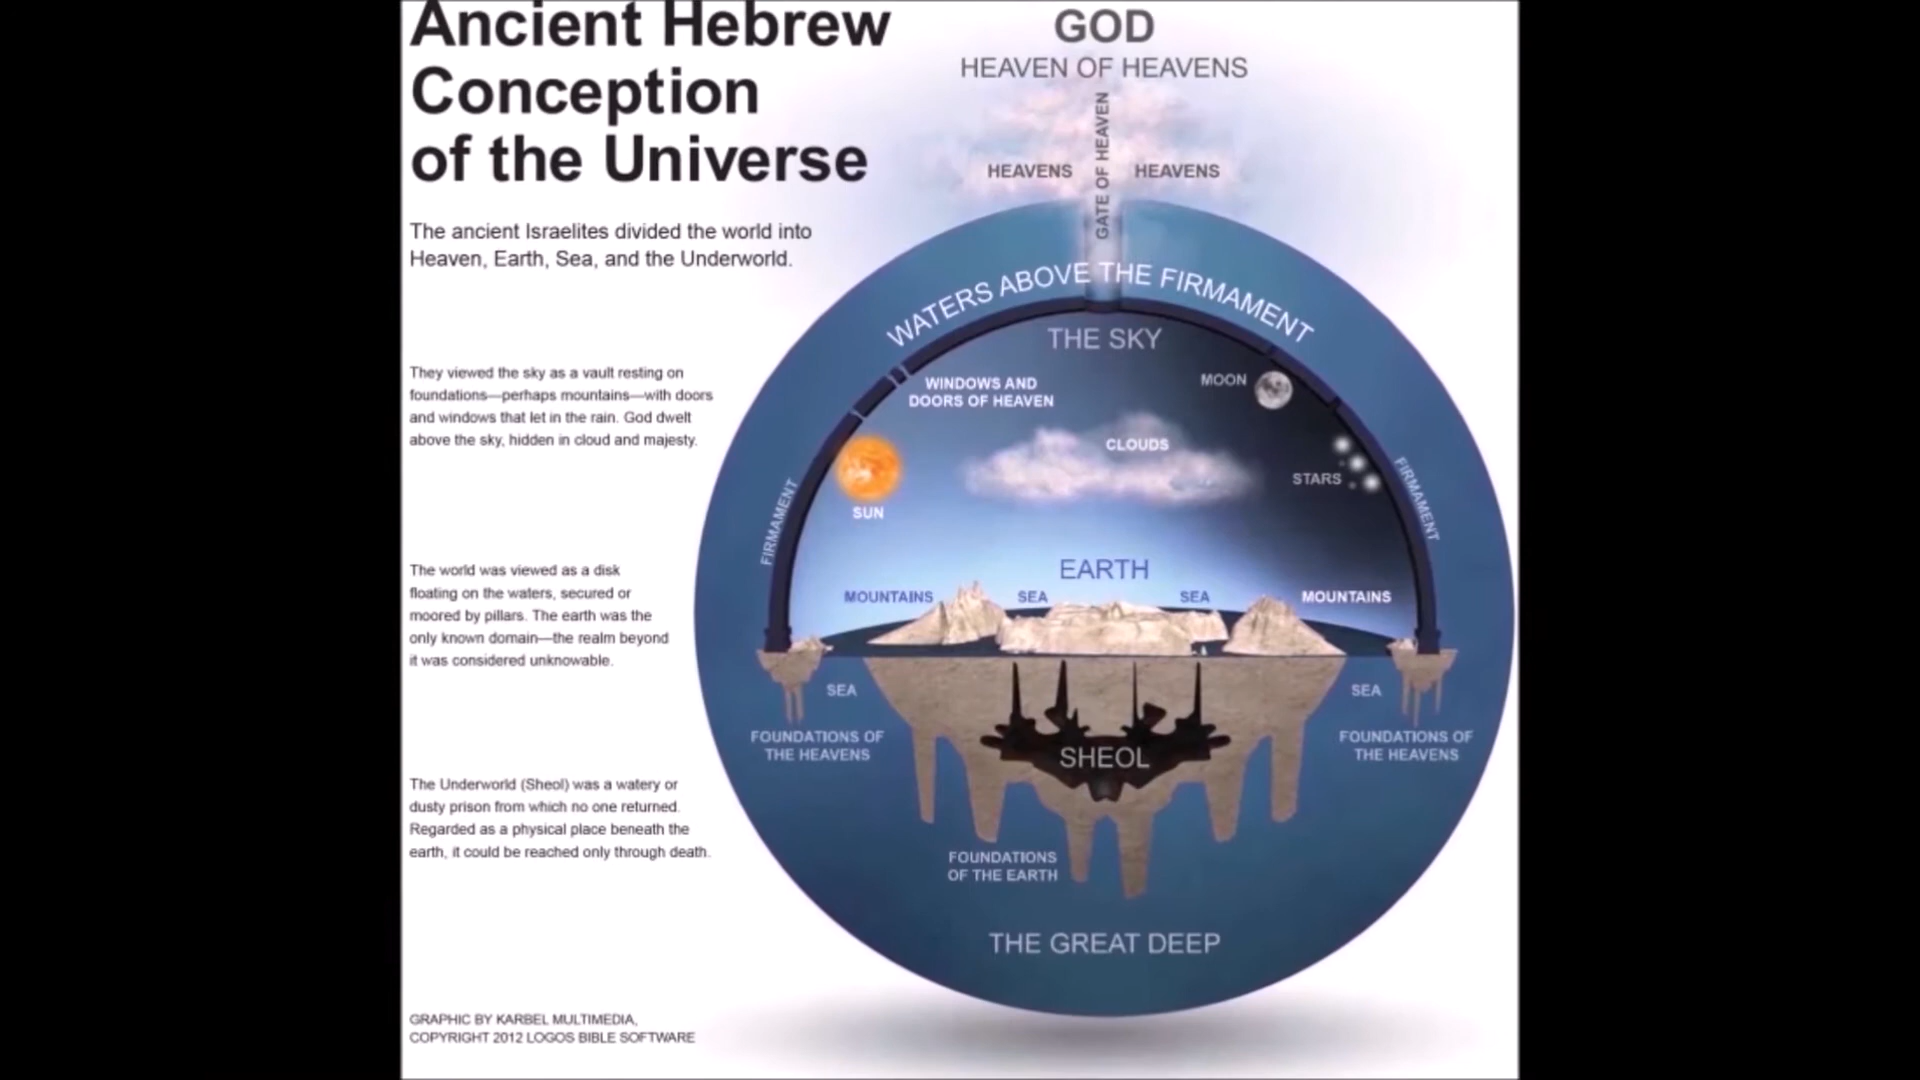 Ancient Hebrew
Conception
of the Universe
The ancient Israelites divided the world into
Heaven, Earth, Sea, and the Underworld.
They viewed the sky as a vault resting on
foundations—perhaps mountains—with doors
and windows that let in the rain. God dwelt
above the sky, hidden in cloud and majesty.
The world was viewed as a disk
floating on the waters, secured or
moored by pillars. The earth was the
only known domain—the realm beyond
it was considered unknowable.
The Underworld (Sheol) was a watery or
dusty prison from which no one returned.
Regarded as a physical place beneath the
earth, it could be reached only through death.
GRAPHIC BY KARBEL MULTIMEDIA,
COPYRIGHT 2012 LOGOS BIBLE SOFTWARE
GOD
HEAVEN OF HEAVENS
GATE OF HEAVEN
HEAVENS
HEAVENS
WATERS ABOVE THE FIRMAMENT
THE SKY
WINDOWS AND
DOORS OF HEAVEN
MOON
CLOUDS
STARS
SUN
FIRMAMENT
FIRMAMENT
EARTH
MOUNTAINS
SEA
SEA
MOUNTAINS
SEA
SEA
FOUNDATIONS OF
THE HEAVENS
FOUNDATIONS OF
THE HEAVENS
SHEOL
FOUNDATIONS
OF THE EARTH
THE GREAT DEEP